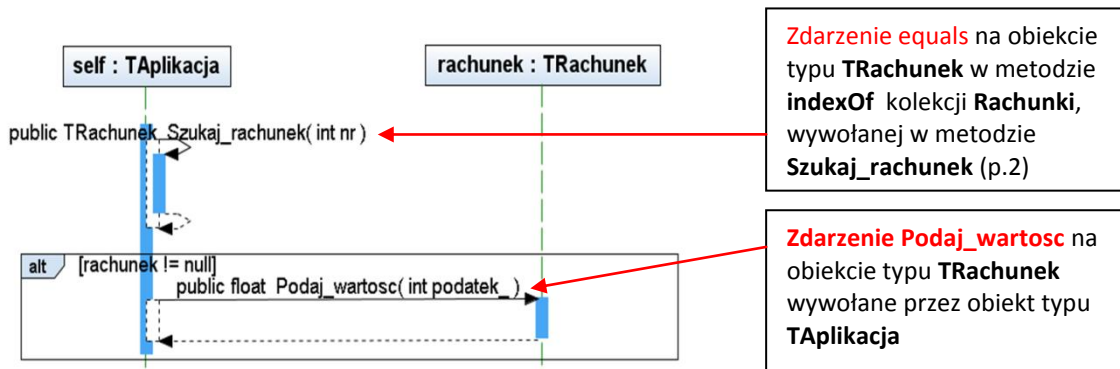 self : TAplikacja
rachunek : TRachunek
public TRachunek Szukaj_rachunek( int nr )
alt
[rachunek != null]
public float Podaj_wartosc( int podatek_ )
Zdarzenie equals na obiekcie
typu TRachunek w metodzie
indexOf kolekcji Rachunki,
wywołanej w metodzie
Szukaj_rachunek (p.2)
Zdarzenie Podaj_wartosc na
obiekcie typu TRachunek
wywołane przez obiekt typu
TAplikacja